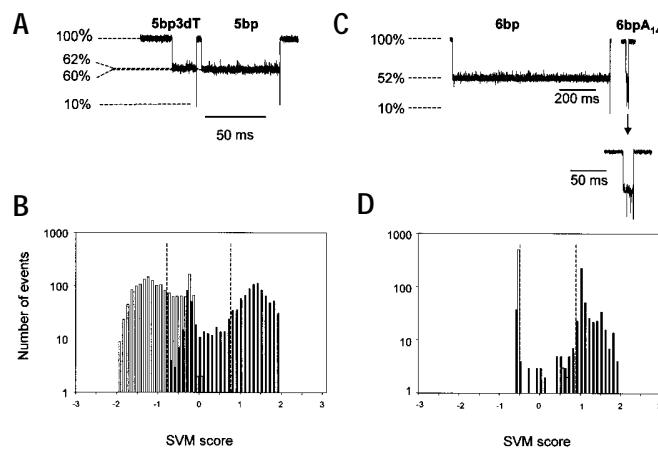 A
5bp3dT 5bp
100%
62%
60%
10%
50 ms
C
6bp 6bpA14
100%
52%
10%
200 ms
50 ms
B
Number of events
1000
100
10
1
-3 -2 -1 0 1 2 3
SVM score
D
1000
100
10
1
-3 -2 -1 0 1 2 3
SVM score